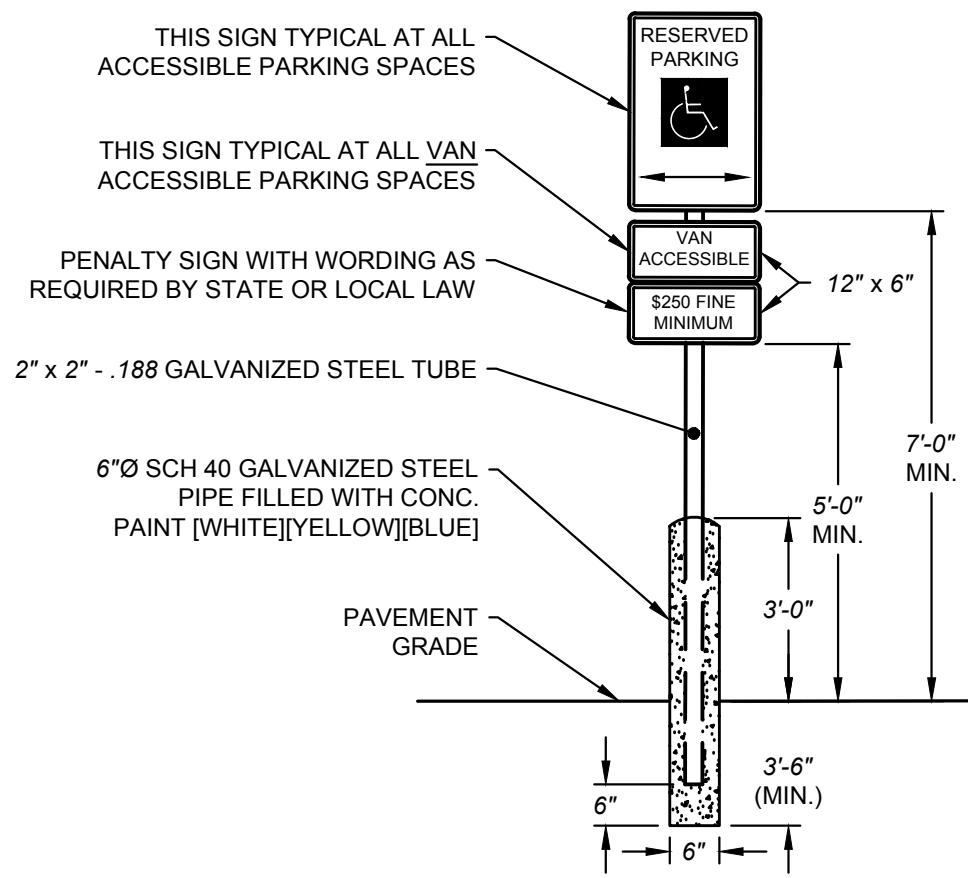 THIS SIGN TYPICAL AT ALL
ACCESSIBLE PARKING SPACES
RESERVED
PARKING
THIS SIGN TYPICAL AT ALL VAN
ACCESSIBLE PARKING SPACES
VAN
ACCESSIBLE
PENALTY SIGN WITH WORDING AS
REQUIRED BY STATE OR LOCAL LAW
$250 FINE
MINIMUM
12" x 6"
2" x 2" - .188 GALVANIZED STEEL TUBE
7'-0"
MIN.
6"Ø SCH 40 GALVANIZED STEEL
PIPE FILLED WITH CONC.
PAINT [WHITE][YELLOW][BLUE]
5'-0"
MIN.
3'-0"
PAVEMENT
GRADE
3'-6"
(MIN.)
6"
6"